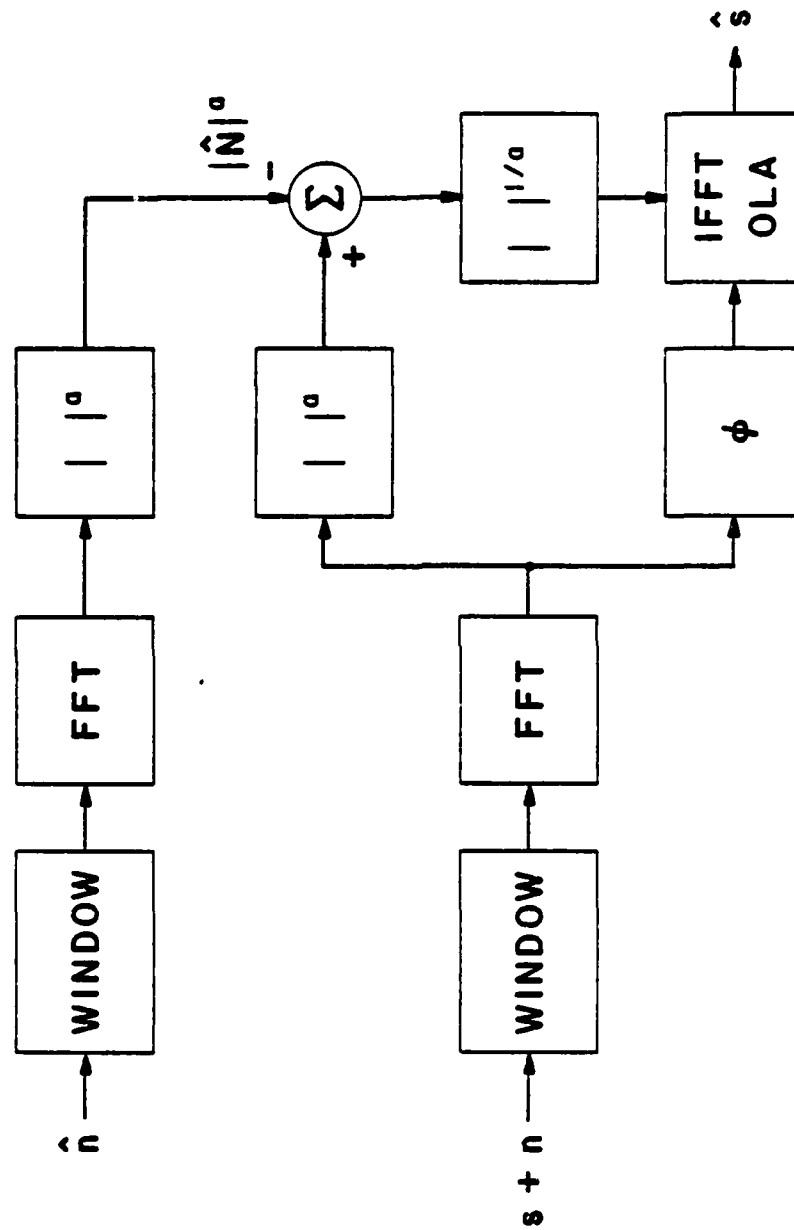 n̂
WINDOW
FFT
| |ᵃ
|N̂|ᵃ
−
Σ
+
| |ᵃ
| |¹/ᵃ
s + n
WINDOW
FFT
ϕ
IFFT
OLA
ŝ